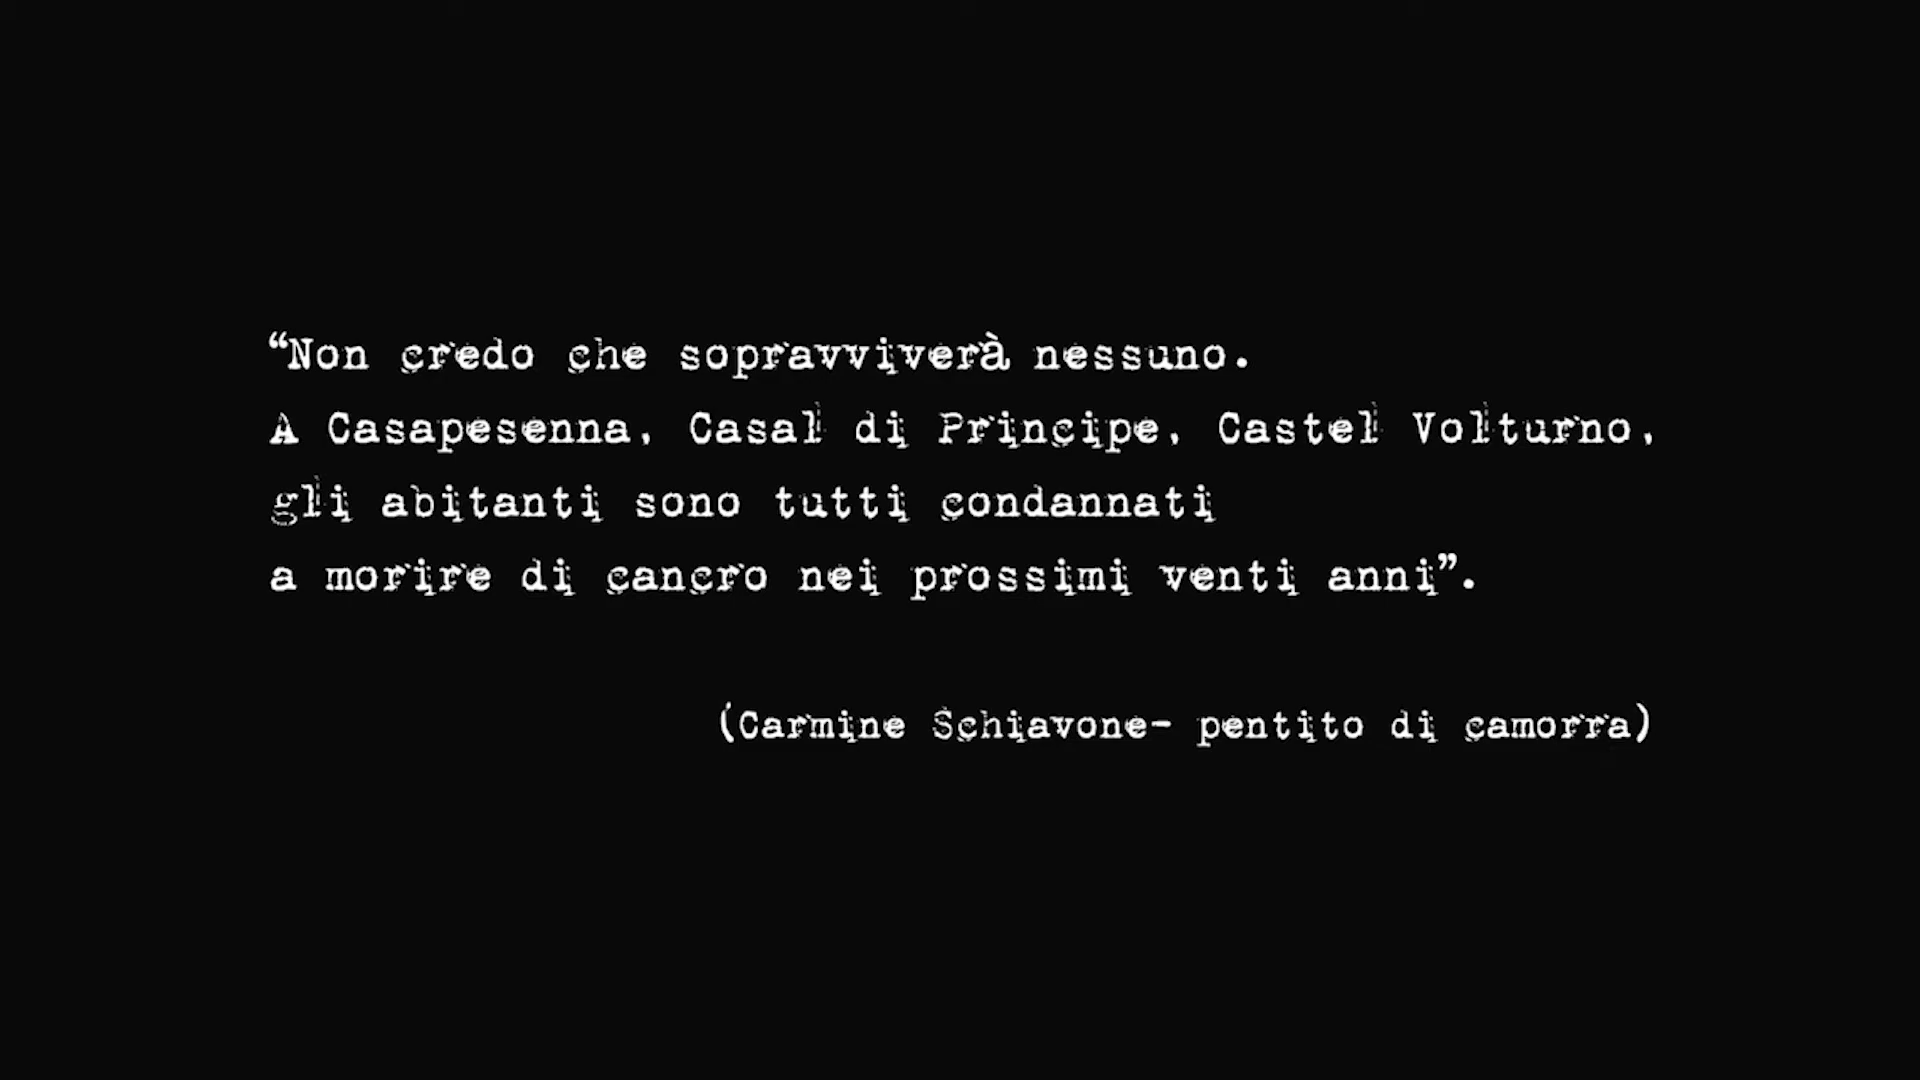 “Non credo che sopravviverà nessuno.
A Casapesenna, Casal di Principe, Castel Volturno,
gli abitanti sono tutti condannati
a morire di cancro nei prossimi venti anni”.
(Carmine Schiavone- pentito di camorra)